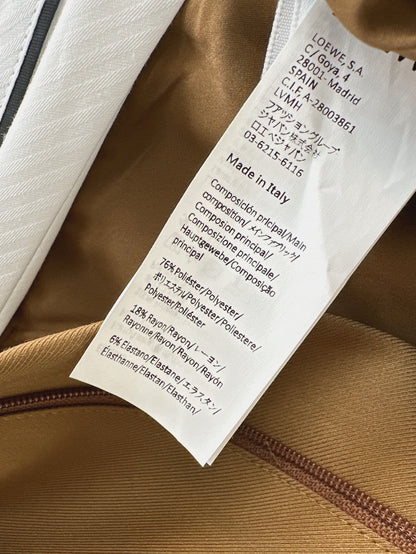 LOEWE, S.A.
C/Goya, 4
28001 - Madrid
SPAIN
C.I.F. A-28003861
LVMH
ファッショングループ
ジャパン株式会社
ロエベジャパン
03-6215-6116
Made in Italy
Composición principal/Main
composition/メインファブリック/
Composion principal/
Composizione principale/
Hauptgewebe/Composição
principal
76% Poliéster/Polyester/
ポリエステル/Polyester/Poliestere/
Polyester/Poliéster
18% Rayon/Rayon/レーヨン/
Rayonne/Rayon/Rayon/Rayón
6% Elastano/Elastane/エラスタン/
Elasthanne/Elastan/Elasthan/